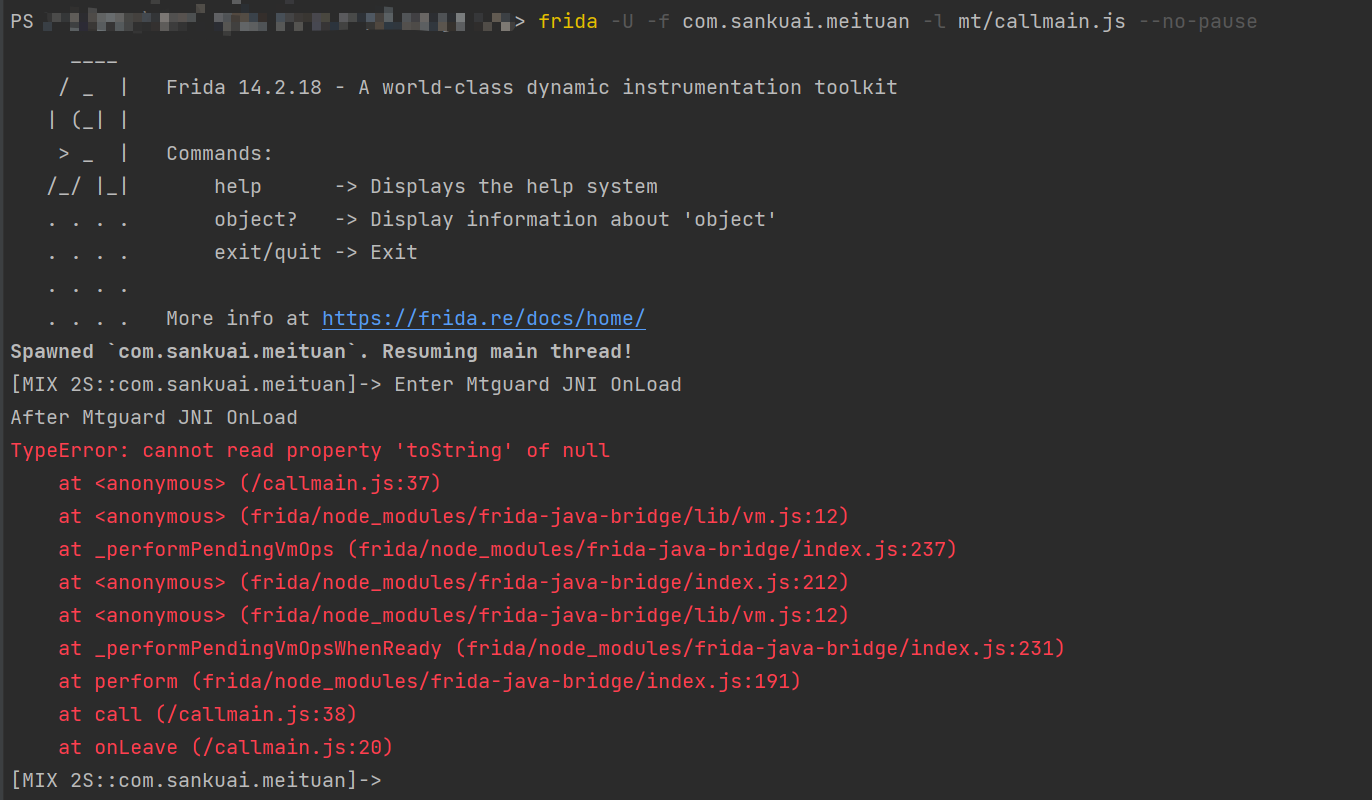 PS > frida -U -f com.sankuai.meituan -l mt/callmain.js --no-pause
     ____
    / _  |   Frida 14.2.18 - A world-class dynamic instrumentation toolkit
   | (_| |
    > _  |   Commands:
   /_/ |_|       help      -> Displays the help system
   . . . .       object?   -> Display information about 'object'
   . . . .       exit/quit -> Exit
   . . . .
   . . . .   More info at https://frida.re/docs/home/
Spawned `com.sankuai.meituan`. Resuming main thread!
[MIX 2S::com.sankuai.meituan]-> Enter Mtguard JNI OnLoad
After Mtguard JNI OnLoad
TypeError: cannot read property 'toString' of null
    at <anonymous> (/callmain.js:37)
    at <anonymous> (frida/node_modules/frida-java-bridge/lib/vm.js:12)
    at _performPendingVmOps (frida/node_modules/frida-java-bridge/index.js:237)
    at <anonymous> (frida/node_modules/frida-java-bridge/index.js:212)
    at <anonymous> (frida/node_modules/frida-java-bridge/lib/vm.js:12)
    at _performPendingVmOpsWhenReady (frida/node_modules/frida-java-bridge/index.js:231)
    at perform (frida/node_modules/frida-java-bridge/index.js:191)
    at call (/callmain.js:38)
    at onLeave (/callmain.js:20)
[MIX 2S::com.sankuai.meituan]->